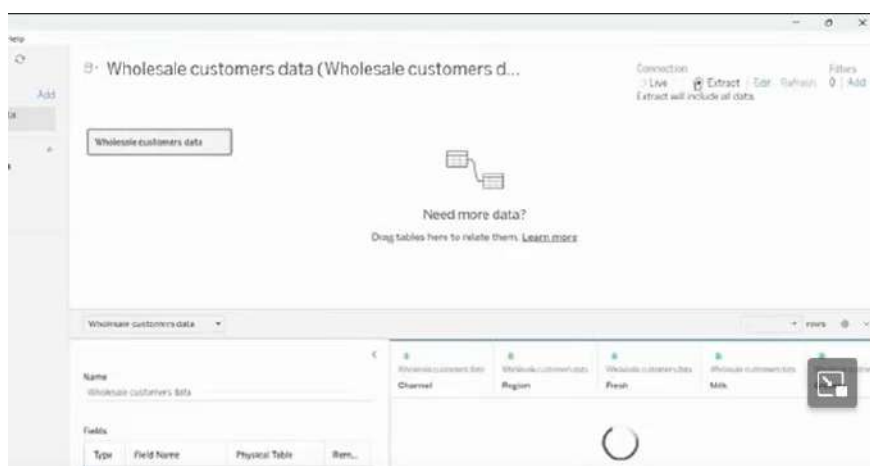 Help
Wholesale customers data (Wholesale customers d...
Connection
Live Extract Edit Refresh
Extract will include all data.
Filters
0 Add
Add
Wholesale customers data
Need more data?
Drag tables here to relate them. Learn more
Wholesale customers data
rows
Name
Wholesale customers data
Fields
Type Field Name Physical Table Rem...
Wholesale customers data Wholesale customers data Wholesale customers data Wholesale customers data
Channel Region Fresh Milk